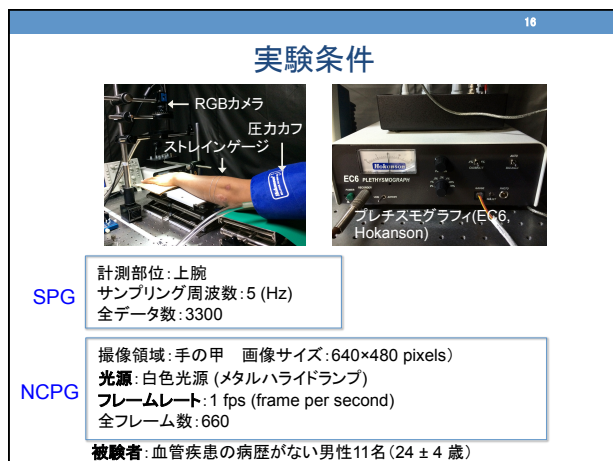 16
実験条件
RGBカメラ
圧力カフ
ストレインゲージ
Hokanson
Hokanson
EC6 PLETHYSMOGRAPH
プレチスモグラフィ(EC6,
Hokanson)
SPG
計測部位：上腕
サンプリング周波数：5 (Hz)
全データ数：3300
NCPG
撮像領域：手の甲　画像サイズ：640×480 pixels）
光源：白色光源 (メタルハライドランプ)
フレームレート：1 fps (frame per second)
全フレーム数：660
被験者：血管疾患の病歴がない男性11名（24 ± 4 歳）